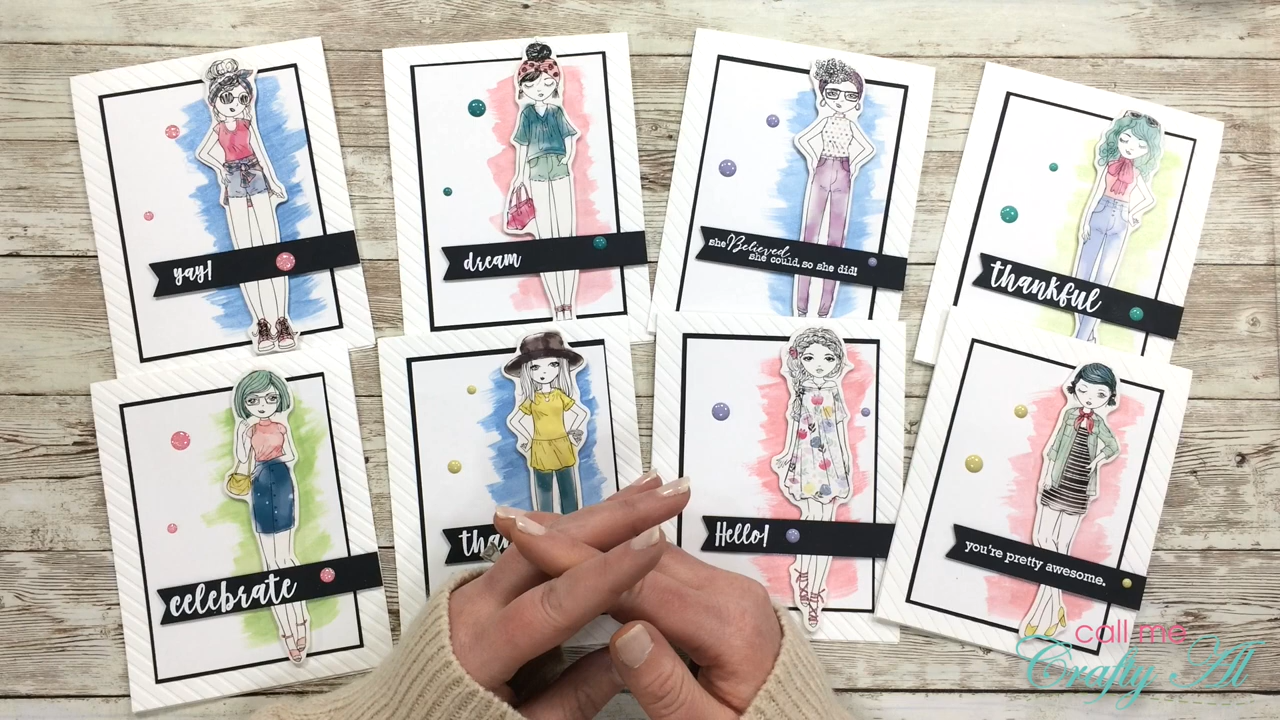 yay!
dream
she Believed
she could, so she did!
thankful
celebrate
Hello!
you're pretty awesome.
call me
Crafty Al